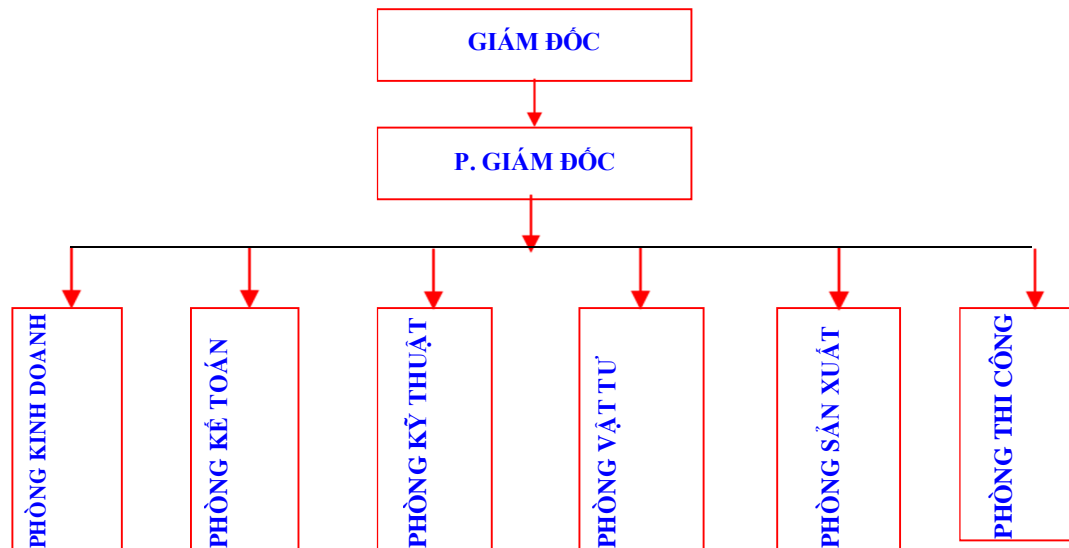 GIÁM ĐỐC
P. GIÁM ĐỐC
PHÒNG KINH DOANH
PHÒNG KẾ TOÁN
PHÒNG KỸ THUẬT
PHÒNG VẬT TƯ
PHÒNG SẢN XUẤT
PHÒNG THI CÔNG